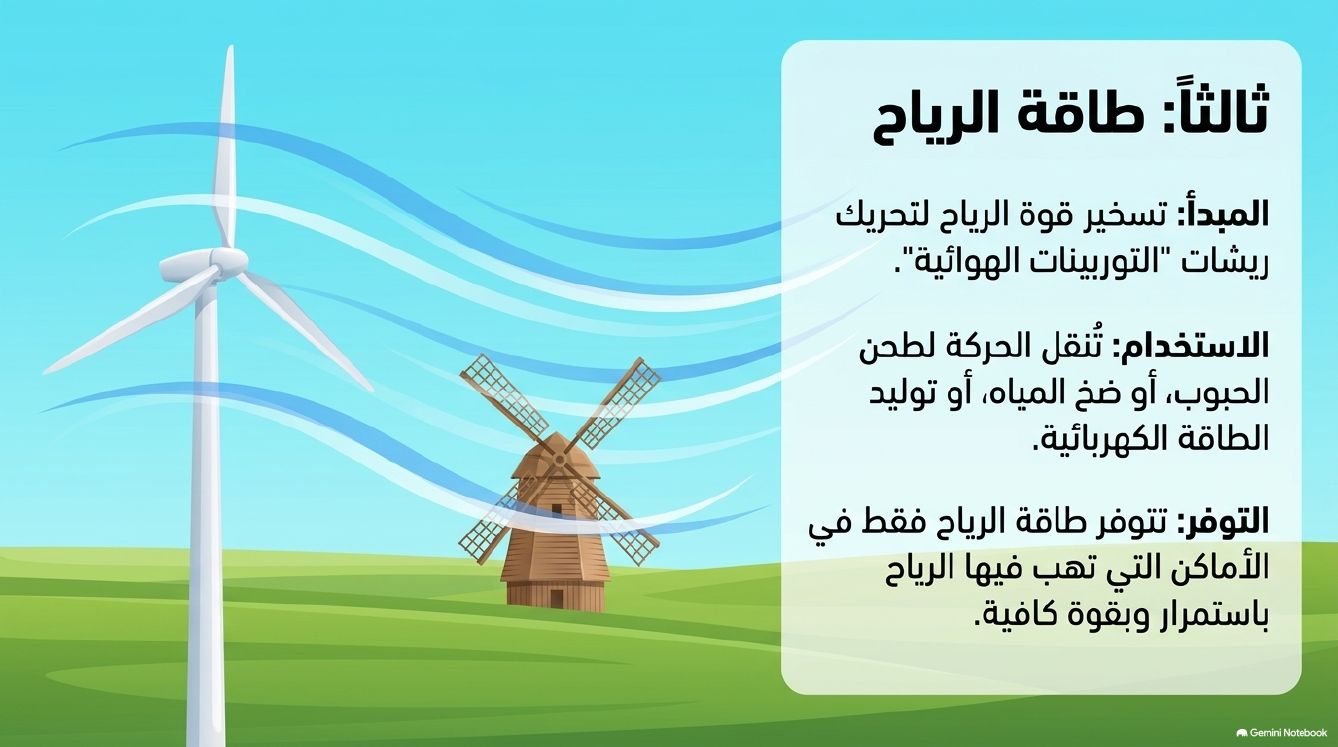 ثالثاً: طاقة الرياح
المبدأ: تسخير قوة الرياح لتحريك
ريشات "التوربينات الهوائية".
الاستخدام: تُنقل الحركة لطحن
الحبوب، أو ضخ المياه، أو توليد
الطاقة الكهربائية.
التوفر: تتوفر طاقة الرياح فقط في
الأماكن التي تهب فيها الرياح
باستمرار وبقوة كافية.
Gemini Notebook